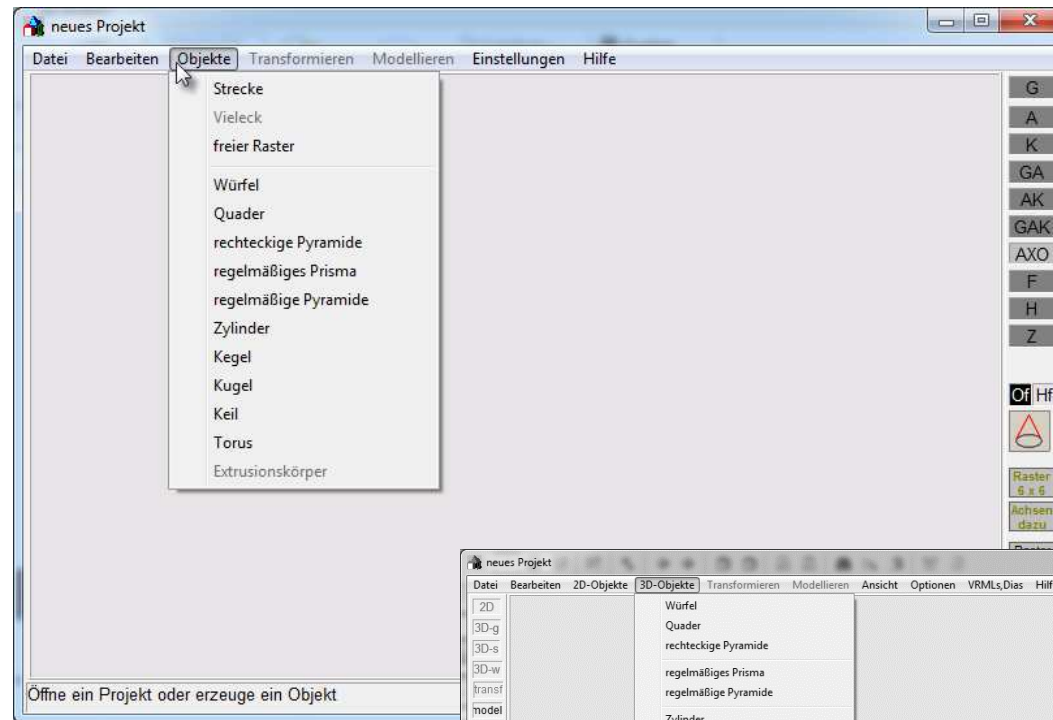 neues Projekt
Datei Bearbeiten Objekte Transformieren Modellieren Einstellungen Hilfe
Strecke
Vieleck
freier Raster
Würfel
Quader
rechteckige Pyramide
regelmäßiges Prisma
regelmäßige Pyramide
Zylinder
Kegel
Kugel
Keil
Torus
Extrusionskörper
G
A
K
GA
AK
GAK
AXO
F
H
Z
Of Hf
Raster
6 x 6
Achsen
dazu
Öffne ein Projekt oder erzeuge ein Objekt
neues Projekt
Datei Bearbeiten 2D-Objekte 3D-Objekte Transformieren Modellieren Ansicht Optionen VRMLs,Dias Hilf
2D
3D-g
3D-s
3D-w
transf
model
Würfel
Quader
rechteckige Pyramide
regelmäßiges Prisma
regelmäßige Pyramide
Zylinder